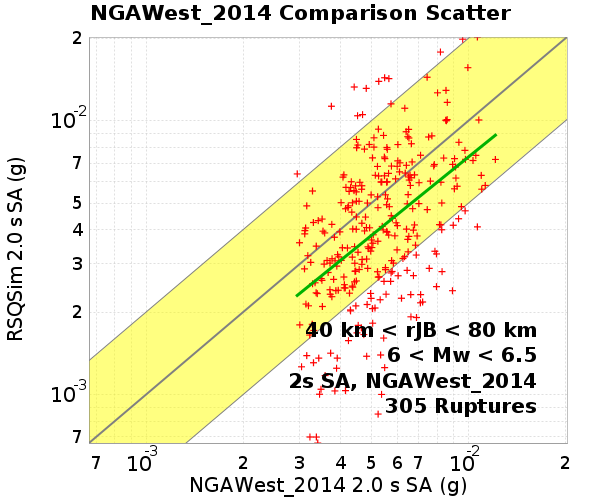 NGAWest_2014 Comparison Scatter
RSQSim 2.0 s SA (g)
2
10⁻²
7
5
4
3
2
10⁻³
7
40 km < rJB < 80 km
6 < Mw < 6.5
2s SA, NGAWest_2014
305 Ruptures
7 10⁻³ 2 3 4 5 6 7 10⁻² 2
NGAWest_2014 2.0 s SA (g)